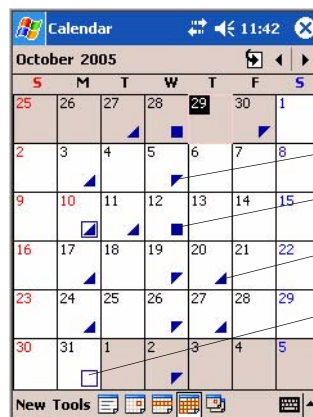 Calendar 11:42
October 2005
S M T W T F S
25 26 27 28 29 30 1
2 3 4 5 6 7 8
9 10 11 12 13 14 15
16 17 18 19 20 21 22
23 24 25 26 27 28 29
30 31 1 2 3 4 5
New Tools